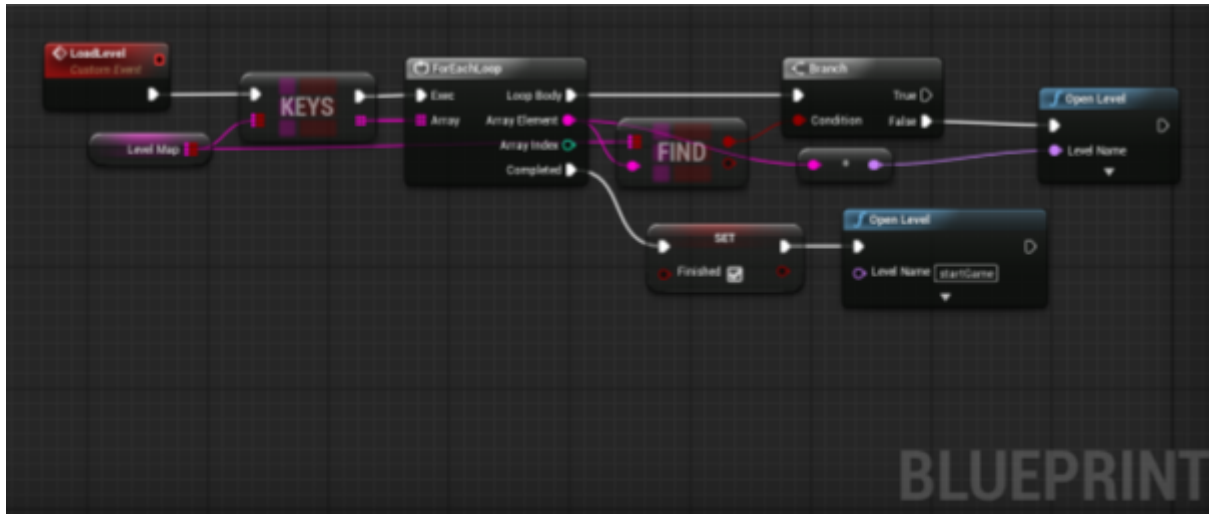 LoadLevel
Custom Event
Level Map
KEYS
ForEachLoop
Exec
Loop Body
Array
Array Element
Array Index
Completed
FIND
Branch
True
Condition
False
Open Level
Level Name
SET
Finished
Open Level
Level Name startGame
BLUEPRINT